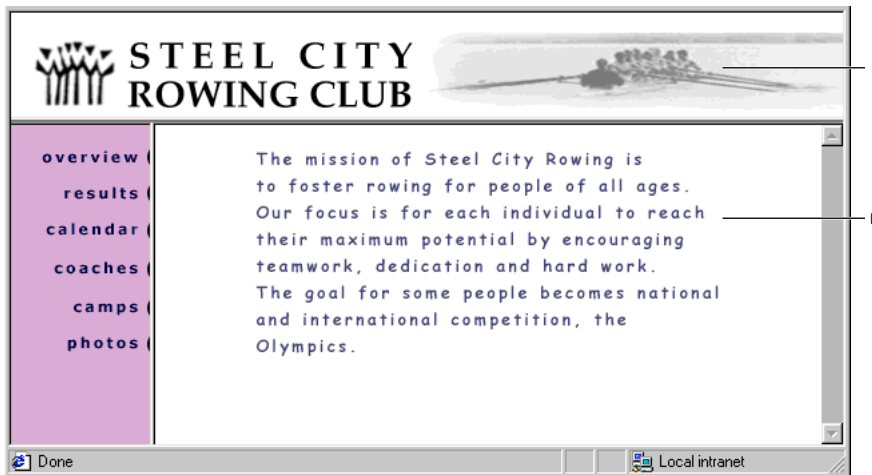 STEEL CITY
ROWING CLUB
overview
results
calendar
coaches
camps
photos
The mission of Steel City Rowing is
to foster rowing for people of all ages.
Our focus is for each individual to reach
their maximum potential by encouraging
teamwork, dedication and hard work.
The goal for some people becomes national
and international competition, the
Olympics.
Done
Local intranet